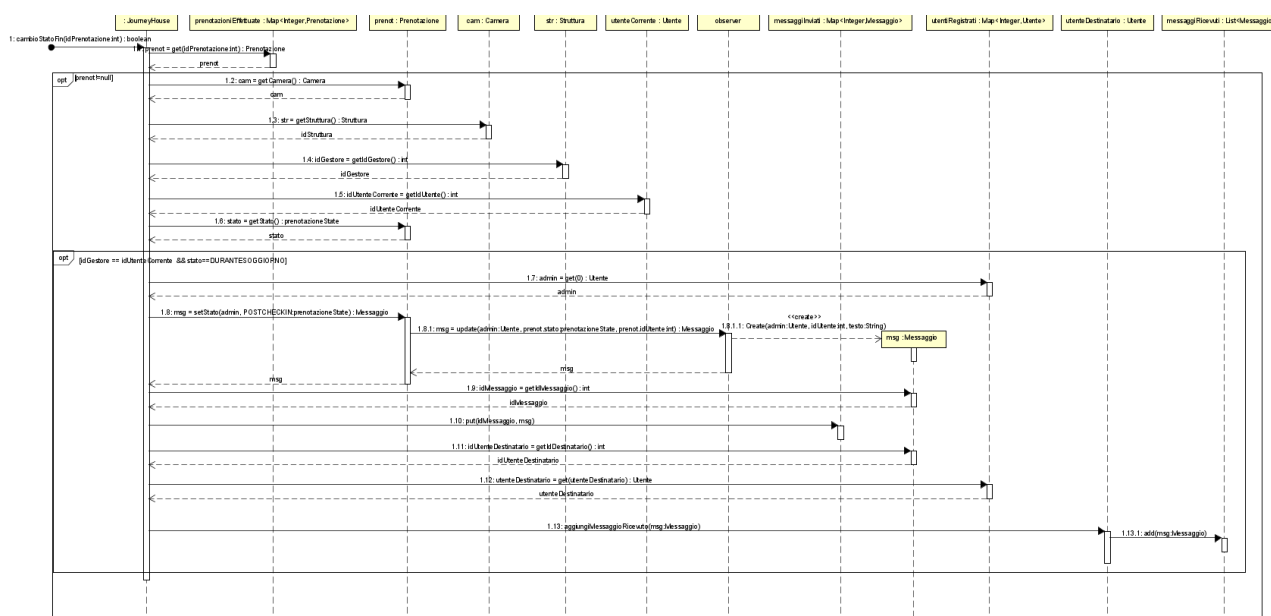 : JourneyHouse
prenotazioniEffettuate : Map<Integer,Prenotazione>
prenot : Prenotazione
cam : Camera
str : Struttura
utenteCorrente : Utente
observer
messaggiInviati : Map<Integer,Messaggio>
utentiRegistrati : Map<Integer,Utente>
utenteDestinatario : Utente
messaggiRicevuti : List<Messaggio
1: cambioStatoFin(idPrenotazione:int) : boolean
prenot = get(idPrenotazione:int) : Prenotazione
prenot
opt
[prenot!=null]
1.2: cam = getCamera() : Camera
cam
1.3: str = getStruttura() : Struttura
idStruttura
1.4: idGestore = getIdGestore() : int
idGestore
1.5: idUtenteCorrente = getIdUtente() : int
idUtenteCorrente
1.6: stato = getStato() : prenotazioneState
stato
opt
[idGestore == idUtenteCorrente && stato==DURANTESOGGIORNO]
1.7: admin = get(0) : Utente
admin
1.8: msg = setStato(admin, POSTCHECKIN:prenotazioneState) : Messaggio
1.8.1: msg = update(admin:Utente, prenot.stato:prenotazioneState, prenot.idUtente:int) : Messaggio
<<create>>
1.8.1.1: Create(admin:Utente, idUtente:int, testo:String)
msg : Messaggio
msg
msg
1.9: idMessaggio = getIdMessaggio() : int
idMessaggio
1.10: put(idMessaggio, msg)
1.11: idUtenteDestinatario = getIdDestinatario() : int
idUtenteDestinatario
1.12: utenteDestinatario = get(utenteDestinatario) : Utente
utenteDestinatario
1.13: aggiungiMessaggioRicevuto(msg:Messaggio)
1.13.1: add(msg:Messaggio)